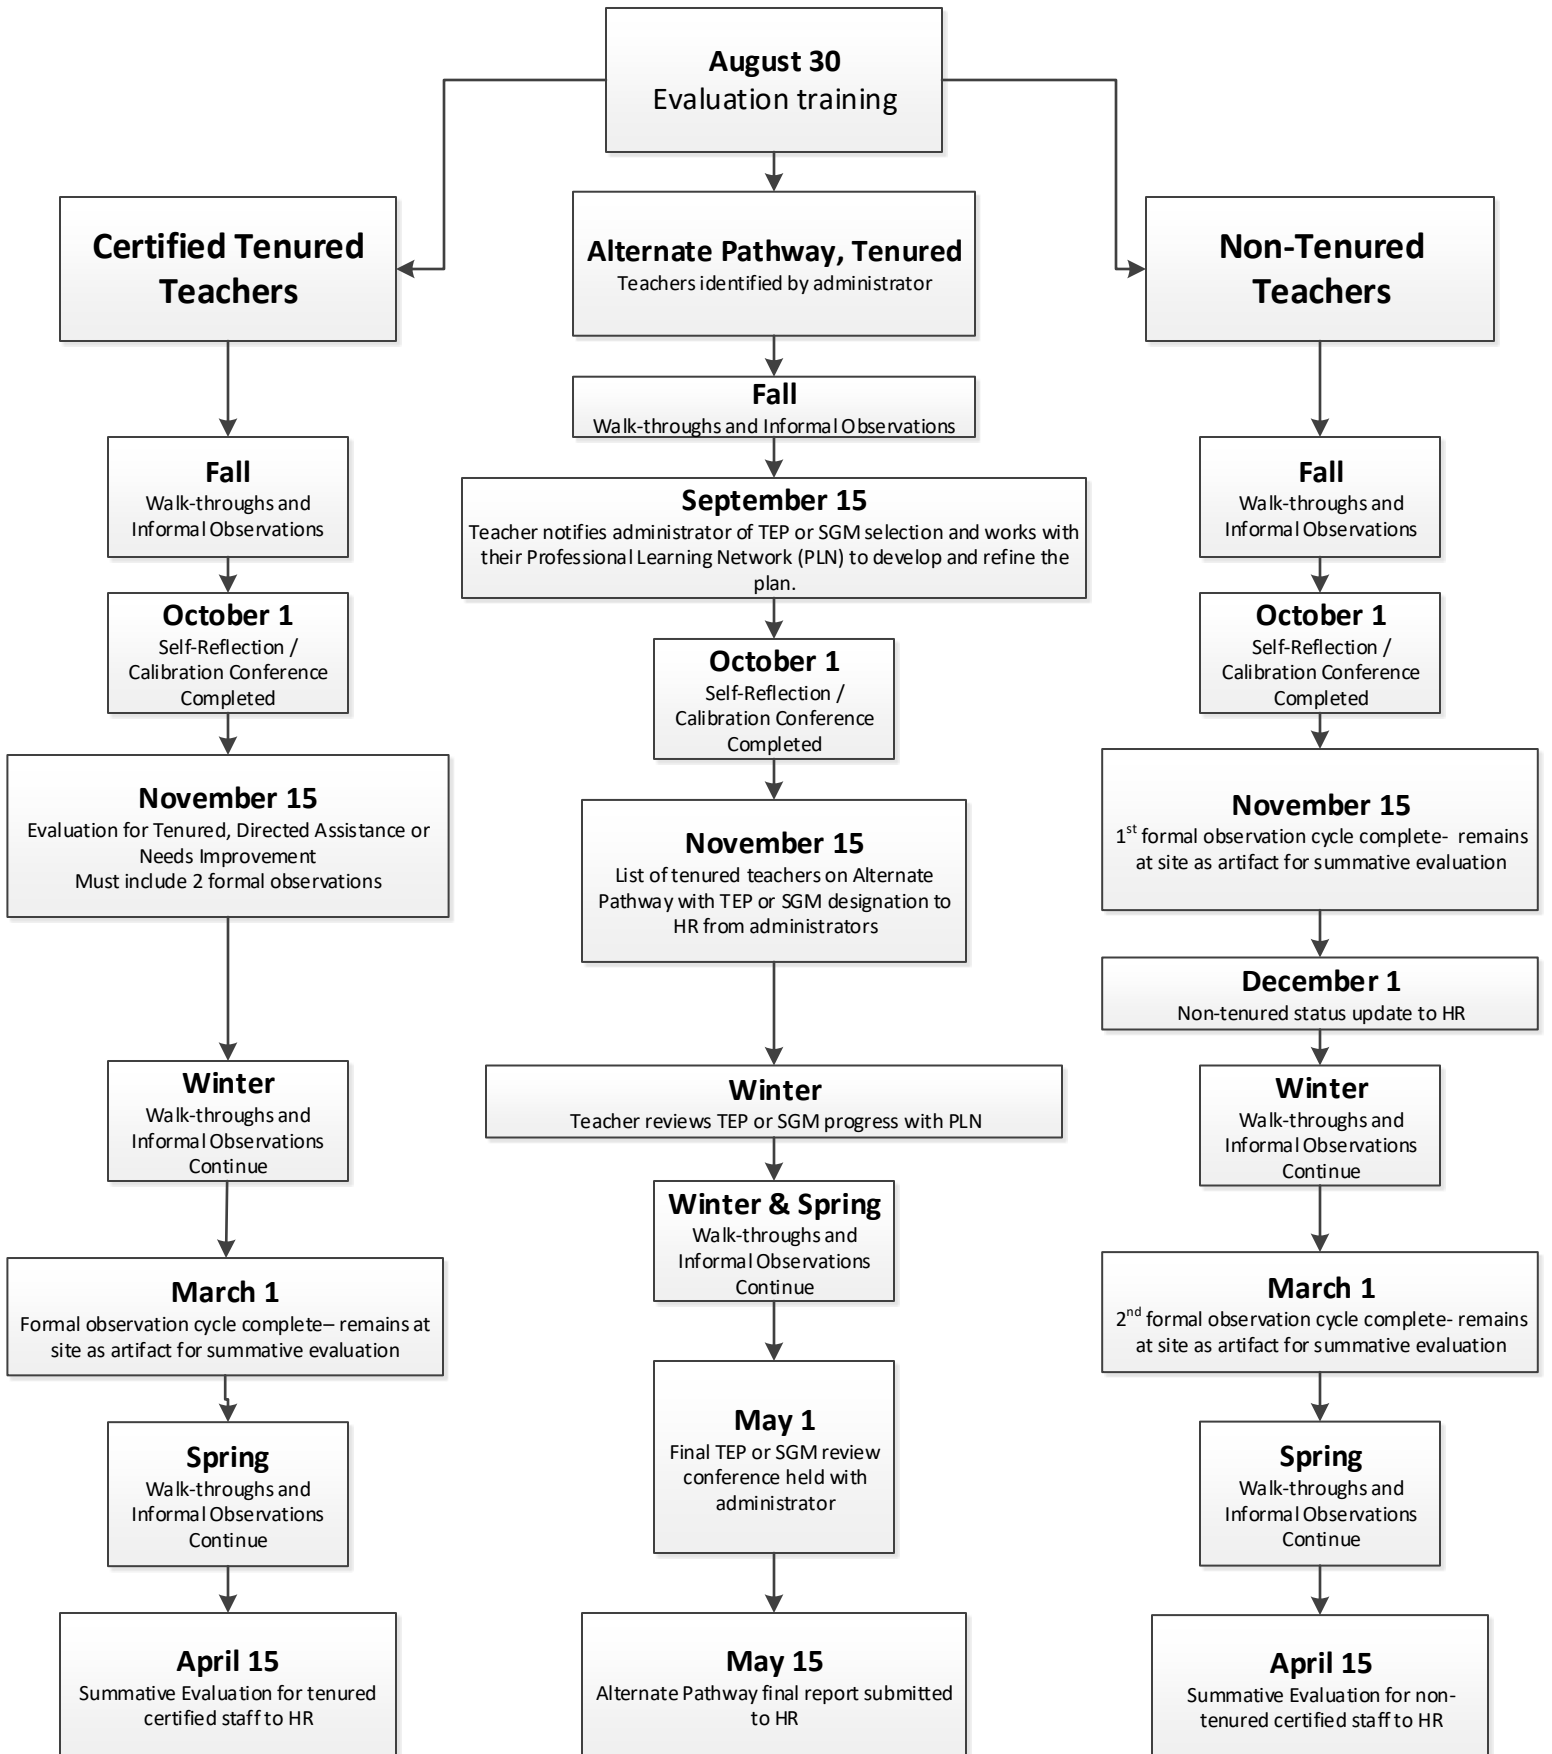 August 30
Evaluation training
Certified Tenured
Teachers
Fall
Walk-throughs and
Informal Observations
October 1
Self-Reflection /
Calibration Conference
Completed
November 15
Evaluation for Tenured, Directed Assistance or
Needs Improvement
Must include 2 formal observations
Winter
Walk-throughs and
Informal Observations
Continue
March 1
Formal observation cycle complete– remains at
site as artifact for summative evaluation
Spring
Walk-throughs and
Informal Observations
Continue
April 15
Summative Evaluation for tenured
certified staff to HR
Alternate Pathway, Tenured
Teachers identified by administrator
Fall
Walk-throughs and Informal Observations
September 15
Teacher notifies administrator of TEP or SGM selection and works with
their Professional Learning Network (PLN) to develop and refine the
plan.
October 1
Self-Reflection /
Calibration Conference
Completed
November 15
List of tenured teachers on Alternate
Pathway with TEP or SGM designation to
HR from administrators
Winter
Teacher reviews TEP or SGM progress with PLN
Winter & Spring
Walk-throughs and
Informal Observations
Continue
May 1
Final TEP or SGM review
conference held with
administrator
May 15
Alternate Pathway final report submitted
to HR
Non-Tenured
Teachers
Fall
Walk-throughs and
Informal Observations
October 1
Self-Reflection /
Calibration Conference
Completed
November 15
1st formal observation cycle complete- remains
at site as artifact for summative evaluation
December 1
Non-tenured status update to HR
Winter
Walk-throughs and
Informal Observations
Continue
March 1
2nd formal observation cycle complete- remains
at site as artifact for summative evaluation
Spring
Walk-throughs and
Informal Observations
Continue
April 15
Summative Evaluation for non-
tenured certified staff to HR